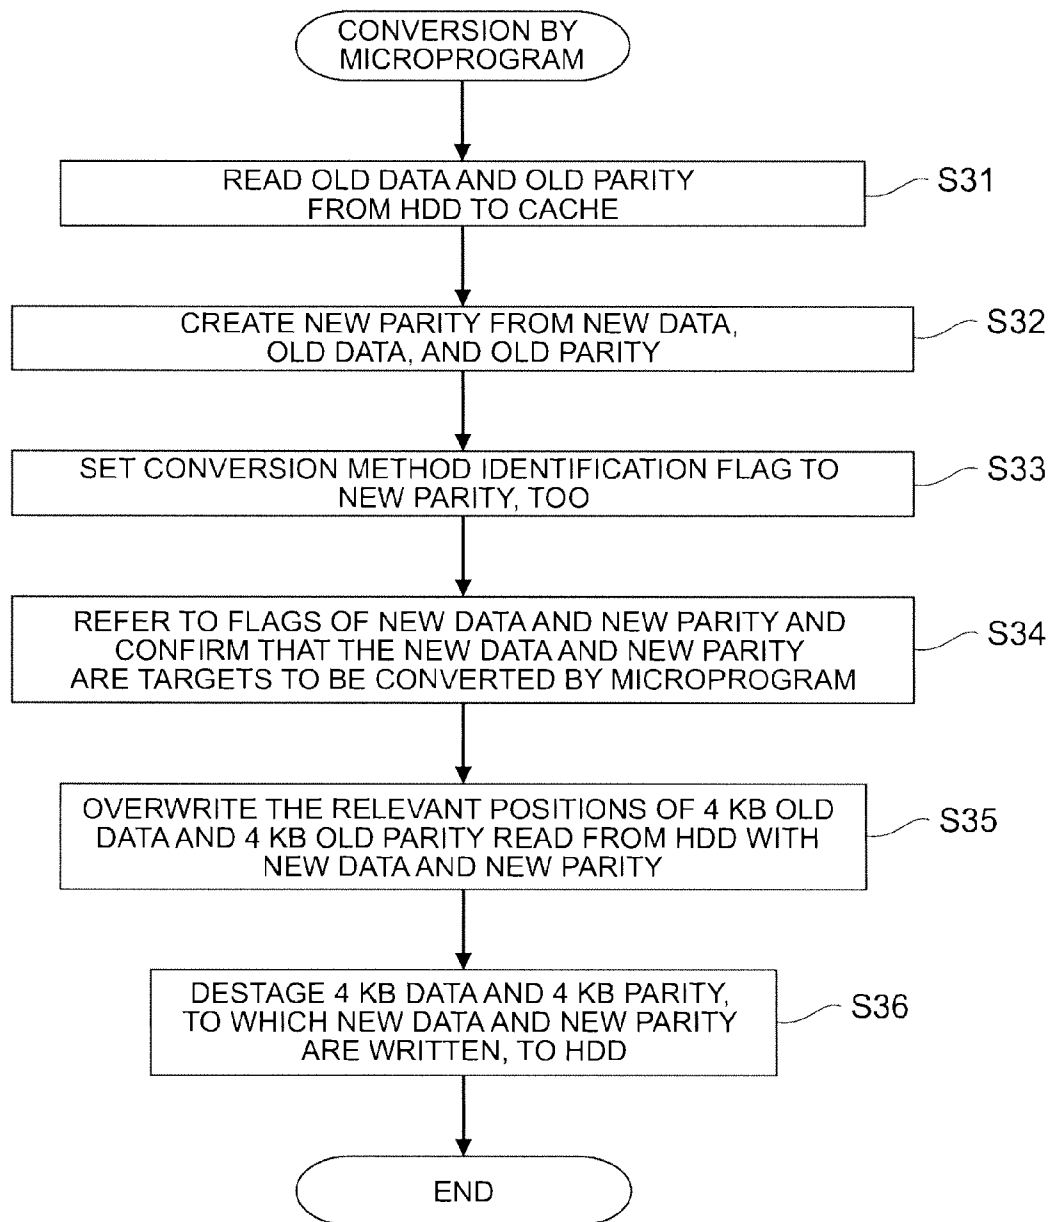 CONVERSION BY
MICROPROGRAM
READ OLD DATA AND OLD PARITY
FROM HDD TO CACHE
S31
CREATE NEW PARITY FROM NEW DATA,
OLD DATA, AND OLD PARITY
S32
SET CONVERSION METHOD IDENTIFICATION FLAG TO
NEW PARITY, TOO
S33
REFER TO FLAGS OF NEW DATA AND NEW PARITY AND
CONFIRM THAT THE NEW DATA AND NEW PARITY
ARE TARGETS TO BE CONVERTED BY MICROPROGRAM
S34
OVERWRITE THE RELEVANT POSITIONS OF 4 KB OLD
DATA AND 4 KB OLD PARITY READ FROM HDD WITH
NEW DATA AND NEW PARITY
S35
DESTAGE 4 KB DATA AND 4 KB PARITY,
TO WHICH NEW DATA AND NEW PARITY
ARE WRITTEN, TO HDD
S36
END